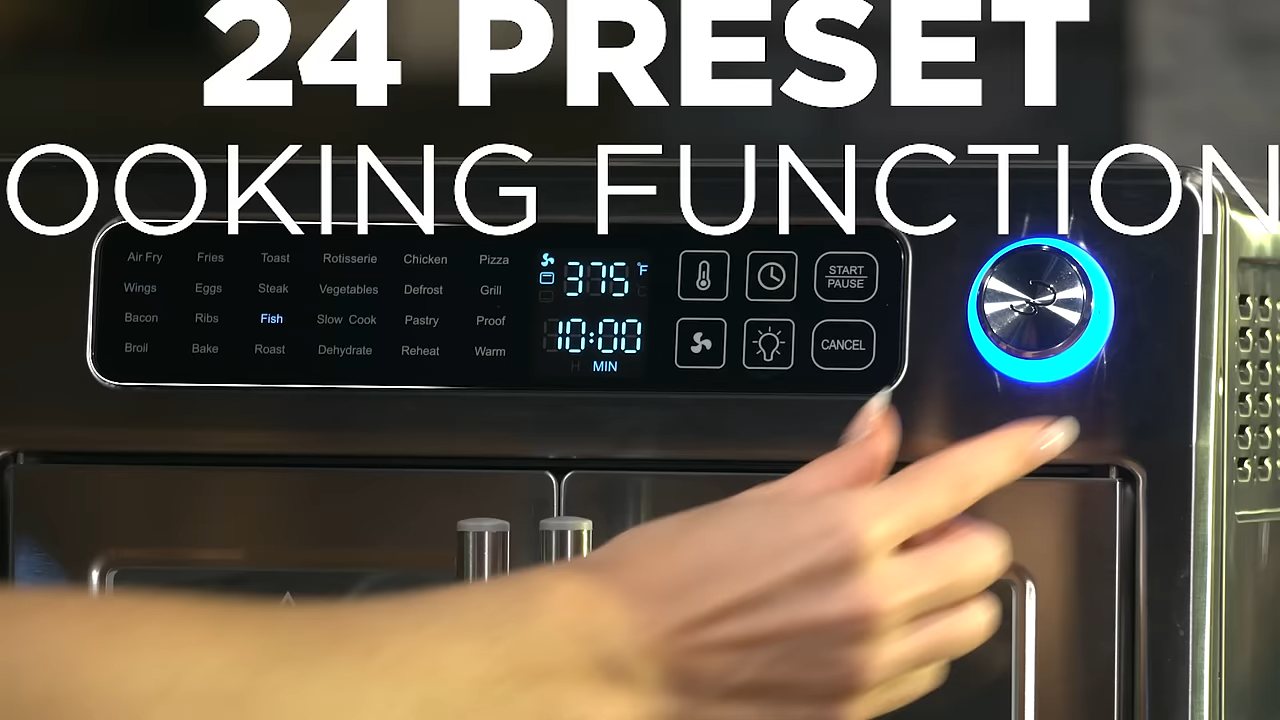 24 PRESET
OOKING FUNCTION
Air Fry Fries Toast Rotisserie Chicken Pizza
Wings Eggs Steak Vegetables Defrost Grill
Bacon Ribs Fish Slow Cook Pastry Proof
Broil Bake Roast Dehydrate Reheat Warm
375 °F
10:00
H MIN
START
PAUSE
CANCEL